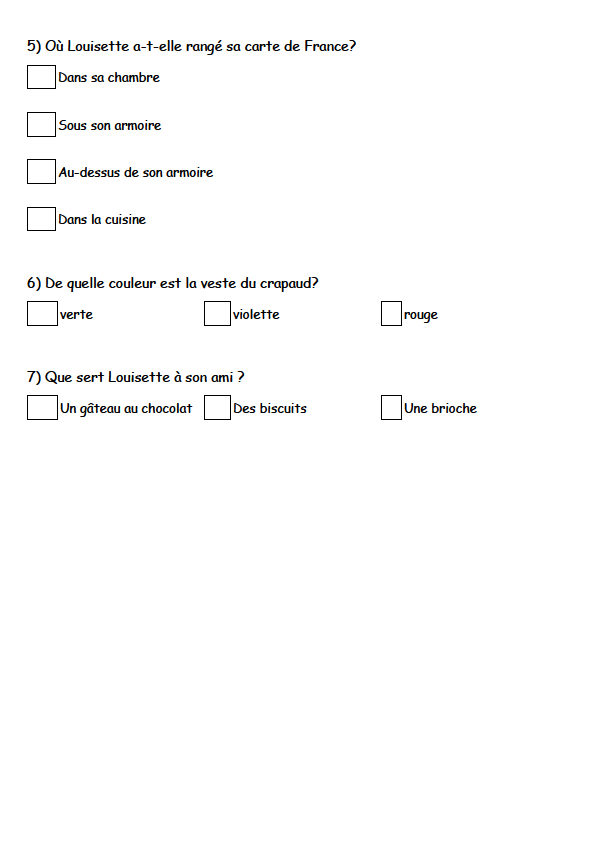 5) Où Louisette a-t-elle rangé sa carte de France?
Dans sa chambre
Sous son armoire
Au-dessus de son armoire
Dans la cuisine
6) De quelle couleur est la veste du crapaud?
verte violette rouge
7) Que sert Louisette à son ami ?
Un gâteau au chocolat Des biscuits Une brioche